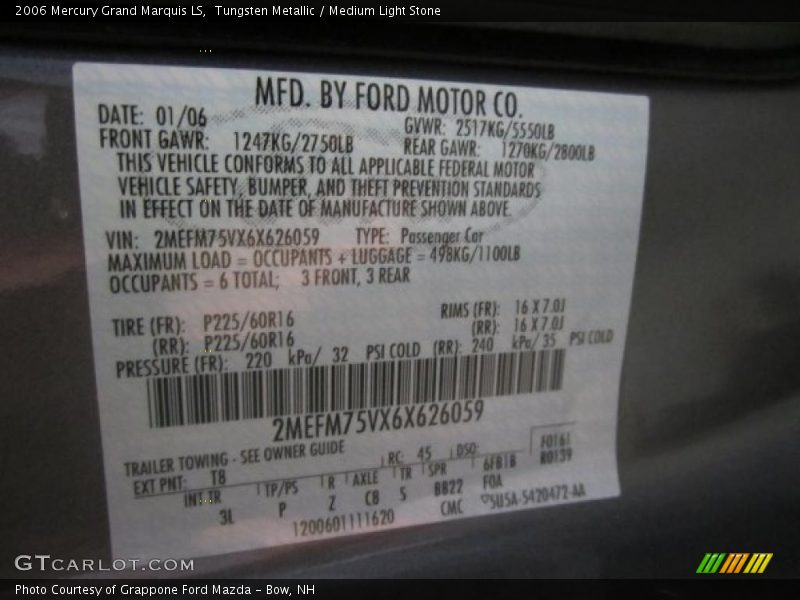 2006 Mercury Grand Marquis LS,  Tungsten Metallic / Medium Light Stone
MFD. BY FORD MOTOR CO.
DATE: 01/06 GVWR: 2517KG/5550LB
FRONT GAWR: 1247KG/2750LB REAR GAWR: 1270KG/2800LB
THIS VEHICLE CONFORMS TO ALL APPLICABLE FEDERAL MOTOR
VEHICLE SAFETY, BUMPER, AND THEFT PREVENTION STANDARDS
IN EFFECT ON THE DATE OF MANUFACTURE SHOWN ABOVE.
VIN: 2MEFM75VX6X626059 TYPE: Passenger Car
MAXIMUM LOAD = OCCUPANTS + LUGGAGE = 498KG/1100LB
OCCUPANTS = 6 TOTAL; 3 FRONT, 3 REAR
TIRE (FR): P225/60R16 RIMS (FR): 16 X 7.0J
(RR): P225/60R16 (RR): 16 X 7.0J
PRESSURE (FR): 220 kPa/ 32 PSI COLD (RR): 240 kPa/ 35 PSI COLD
2MEFM75VX6X626059
TRAILER TOWING - SEE OWNER GUIDE
EXT PNT: T8 RC: 45 DSO: F0161
6FB1B R0139
INT TR TP/PS R AXLE TR SPR FOA
3L P Z C8 S BB22
1200601111620 CMC 5U5A-5420472-AA
GTCARLOT.COM
Photo Courtesy of Grappone Ford Mazda – Bow, NH